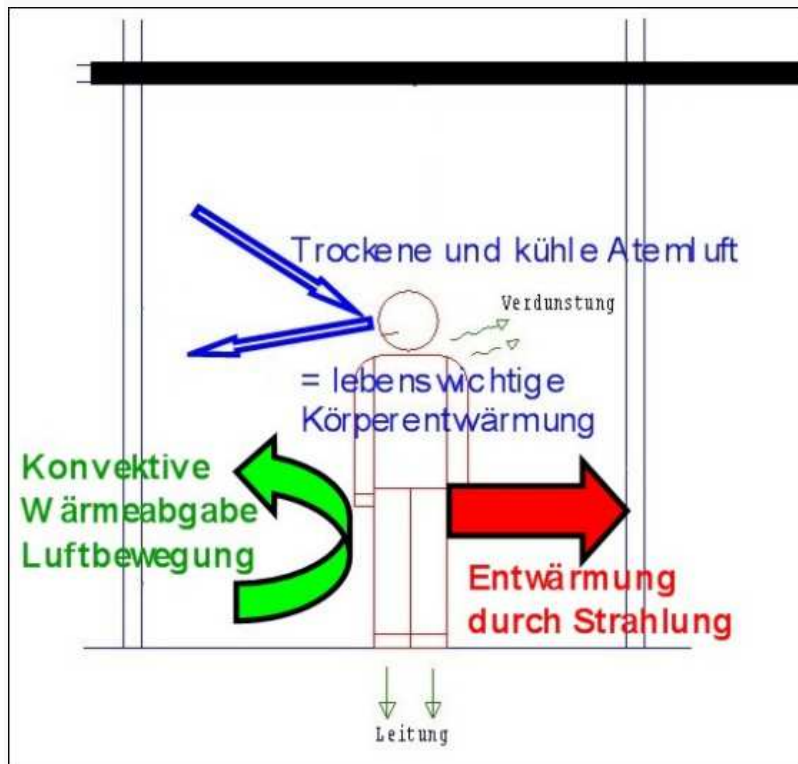 Trockene und kühle Atemluft
Verdunstung
= lebenswichtige
Körperentwärmung
Konvektive
Wärmeabgabe
Luftbewegung
Entwärmung
durch Strahlung
Leitung